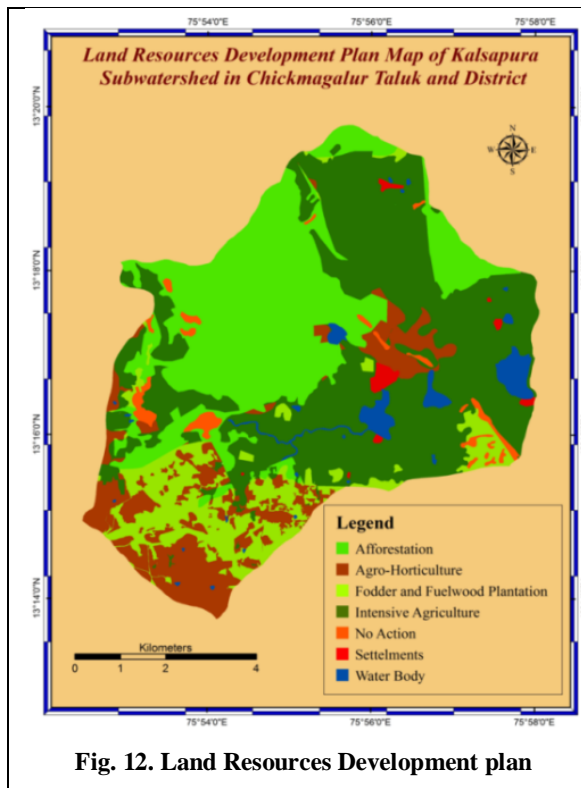 75°54'0"E 75°56'0"E 75°58'0"E
Land Resources Development Plan Map of Kalsapura
Subwatershed in Chickmagalur Taluk and District
13°20'0"N
N
W E
S
13°18'0"N
13°16'0"N
13°14'0"N
Legend
Afforestation
Agro-Horticulture
Fodder and Fuelwood Plantation
Intensive Agriculture
No Action
Settelments
Water Body
Kilometers
0 1 2 4
75°54'0"E 75°56'0"E 75°58'0"E
Fig. 12. Land Resources Development plan